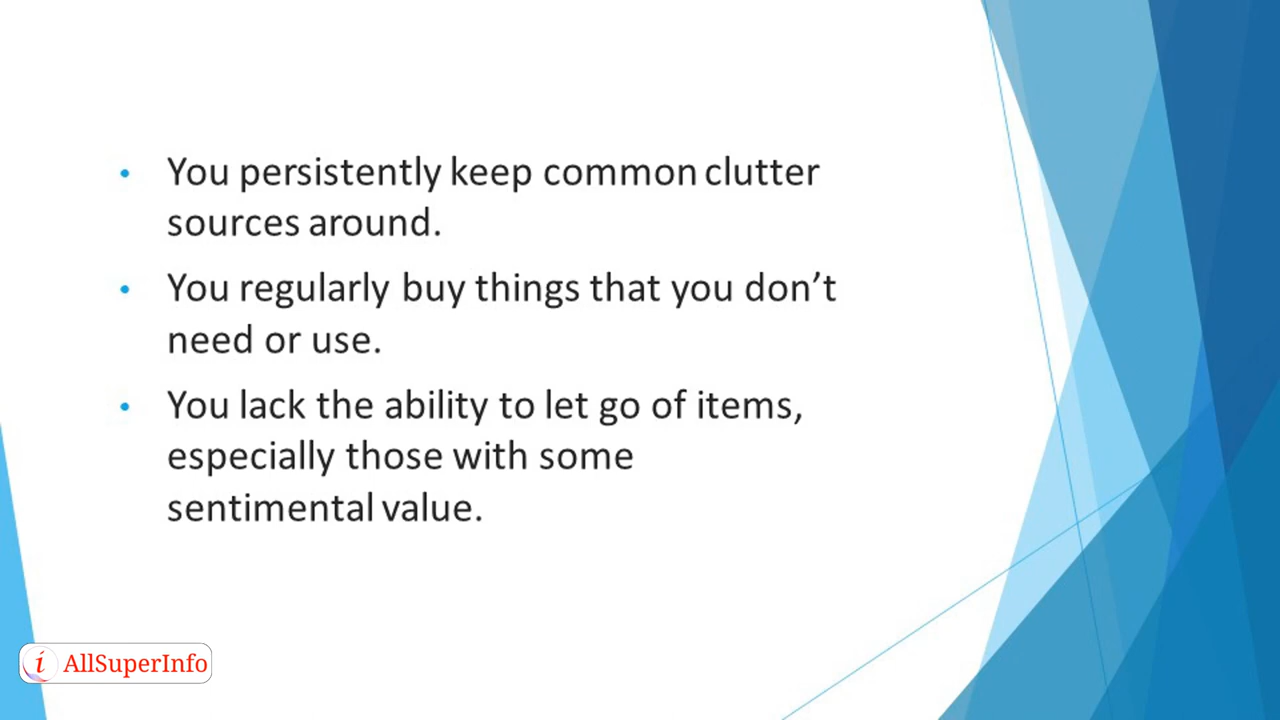 • You persistently keep common clutter
sources around.
• You regularly buy things that you don’t
need or use.
• You lack the ability to let go of items,
especially those with some
sentimental value.
i AllSuperInfo